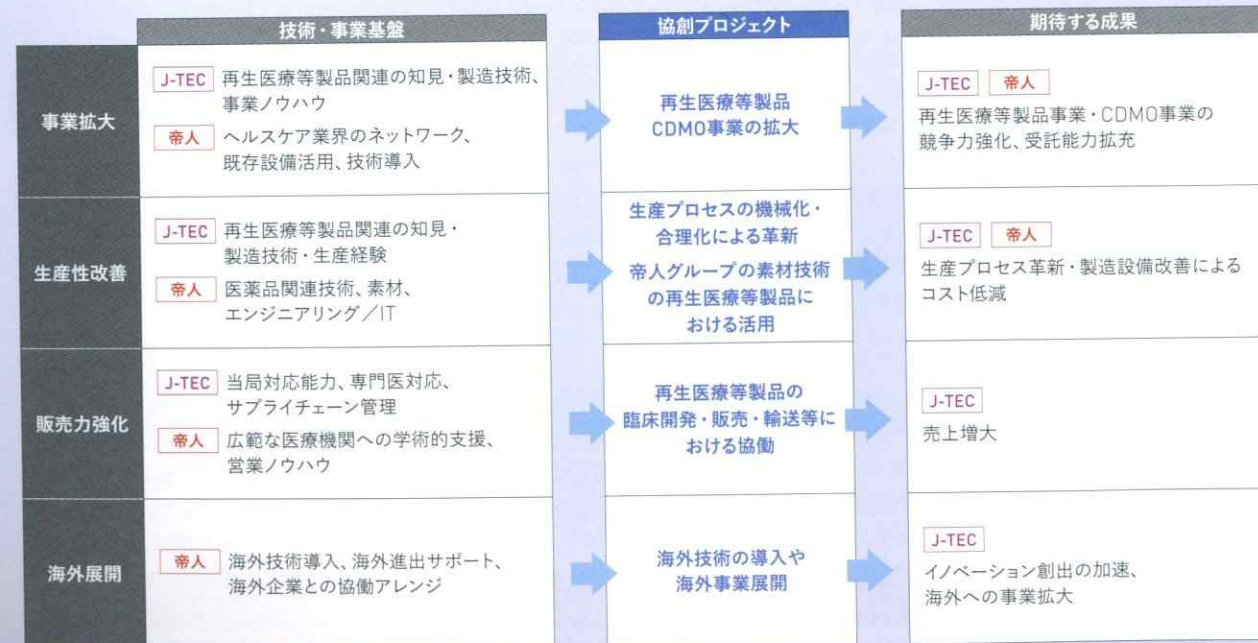 技術・事業基盤
協創プロジェクト
期待する成果
事業拡大
J-TEC 再生医療等製品関連の知見・製造技術、
事業ノウハウ
帝人 ヘルスケア業界のネットワーク、
既存設備活用、技術導入
再生医療等製品
CDMO事業の拡大
J-TEC 帝人
再生医療等製品事業・CDMO事業の
競争力強化、受託能力拡充
生産性改善
J-TEC 再生医療等製品関連の知見・
製造技術・生産経験
帝人 医薬品関連技術、素材、
エンジニアリング/IT
生産プロセスの機械化・
合理化による革新
帝人グループの素材技術
の再生医療等製品に
おける活用
J-TEC 帝人
生産プロセス革新・製造設備改善による
コスト低減
販売力強化
J-TEC 当局対応能力、専門医対応、
サプライチェーン管理
帝人 広範な医療機関への学術的支援、
営業ノウハウ
再生医療等製品の
臨床開発・販売・輸送等に
おける協働
J-TEC
売上増大
海外展開
帝人 海外技術導入、海外進出サポート、
海外企業との協働アレンジ
海外技術の導入や
海外事業展開
J-TEC
イノベーション創出の加速、
海外への事業拡大